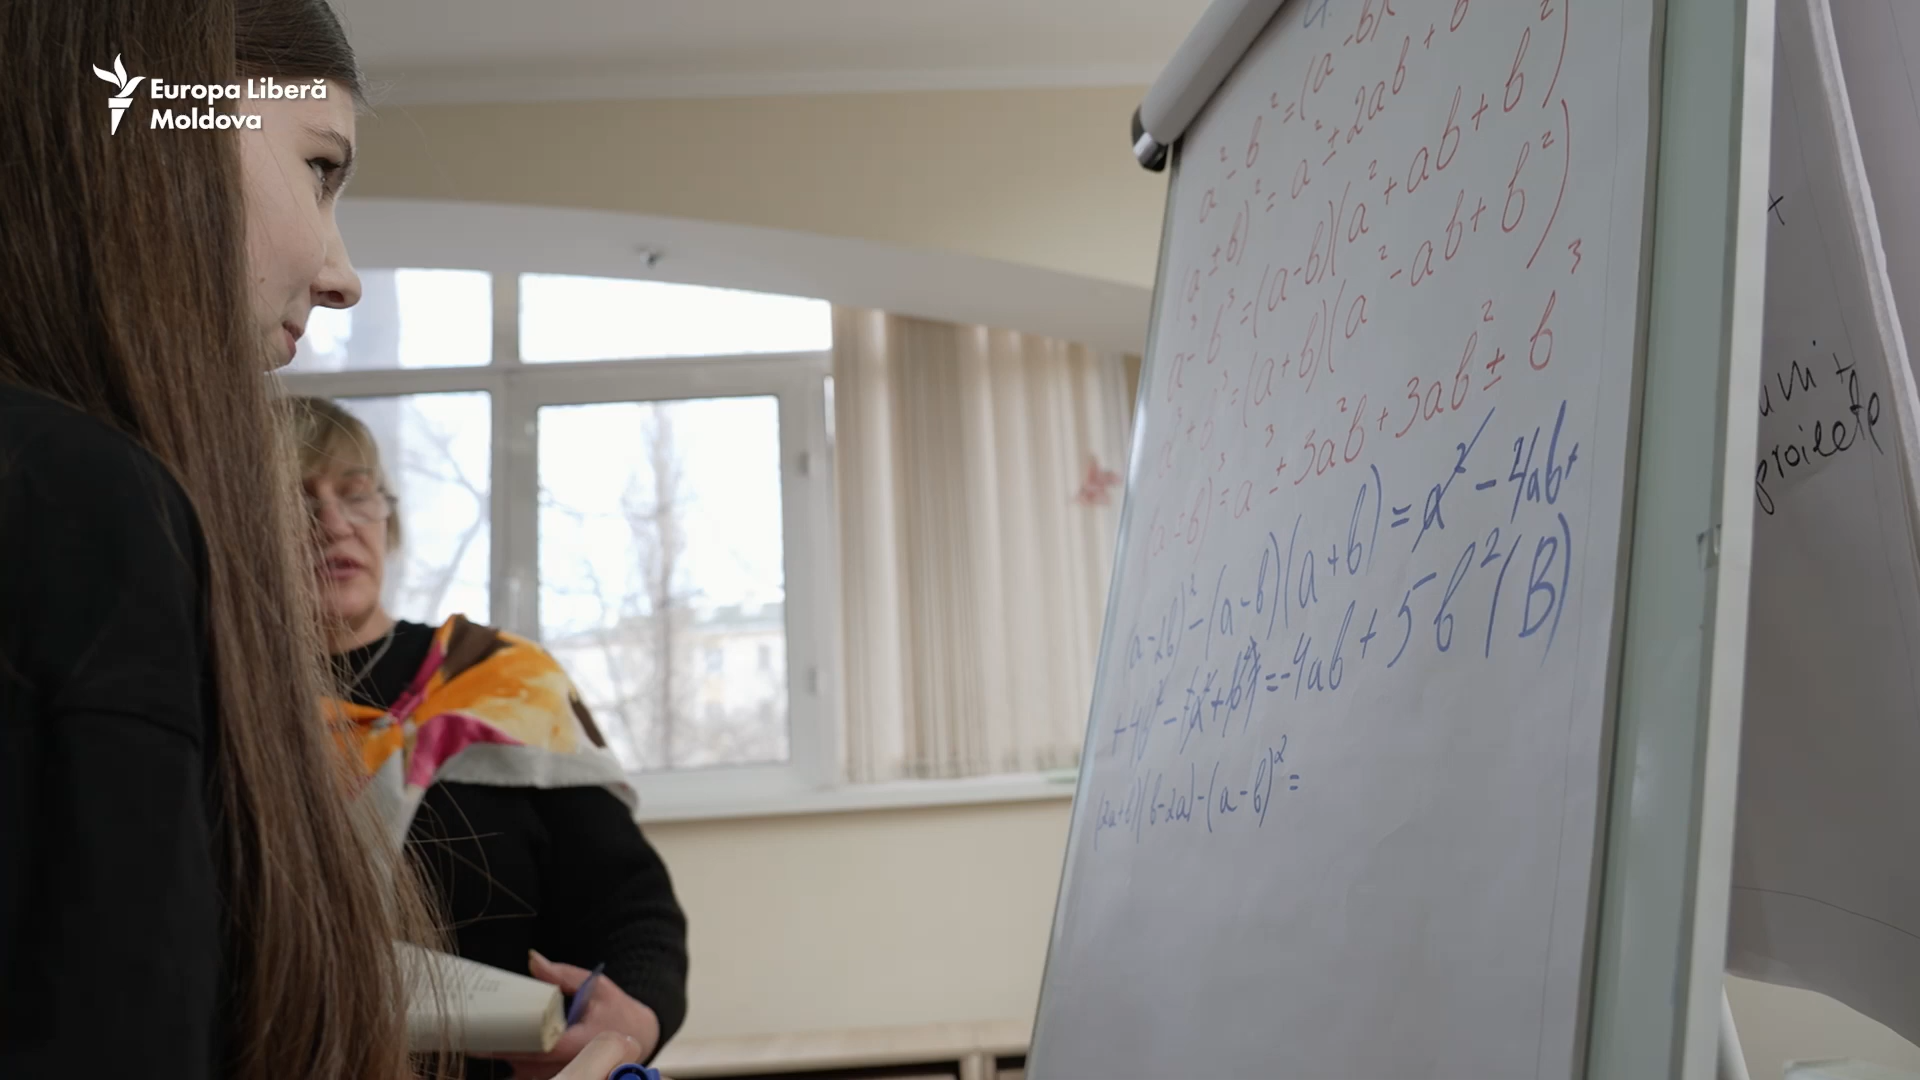 Europa Liberă
Moldova
a² - b² = (a - b)(
(a ± b)² = a² ± 2ab + b
a³ - b³ = (a - b)(a² + ab + b²)
a³ + b³ = (a + b)(a² - ab + b²)
(a ± b)³ = a³ ± 3a²b + 3ab² ± b³
(a - 2b)² - (a - b)(a + b) = a² - 4ab +
+ 4b² - a² + b² = -4ab + 5b² (B)
(2a + b)(b - 2a) - (a - b)² =
+
proiecte